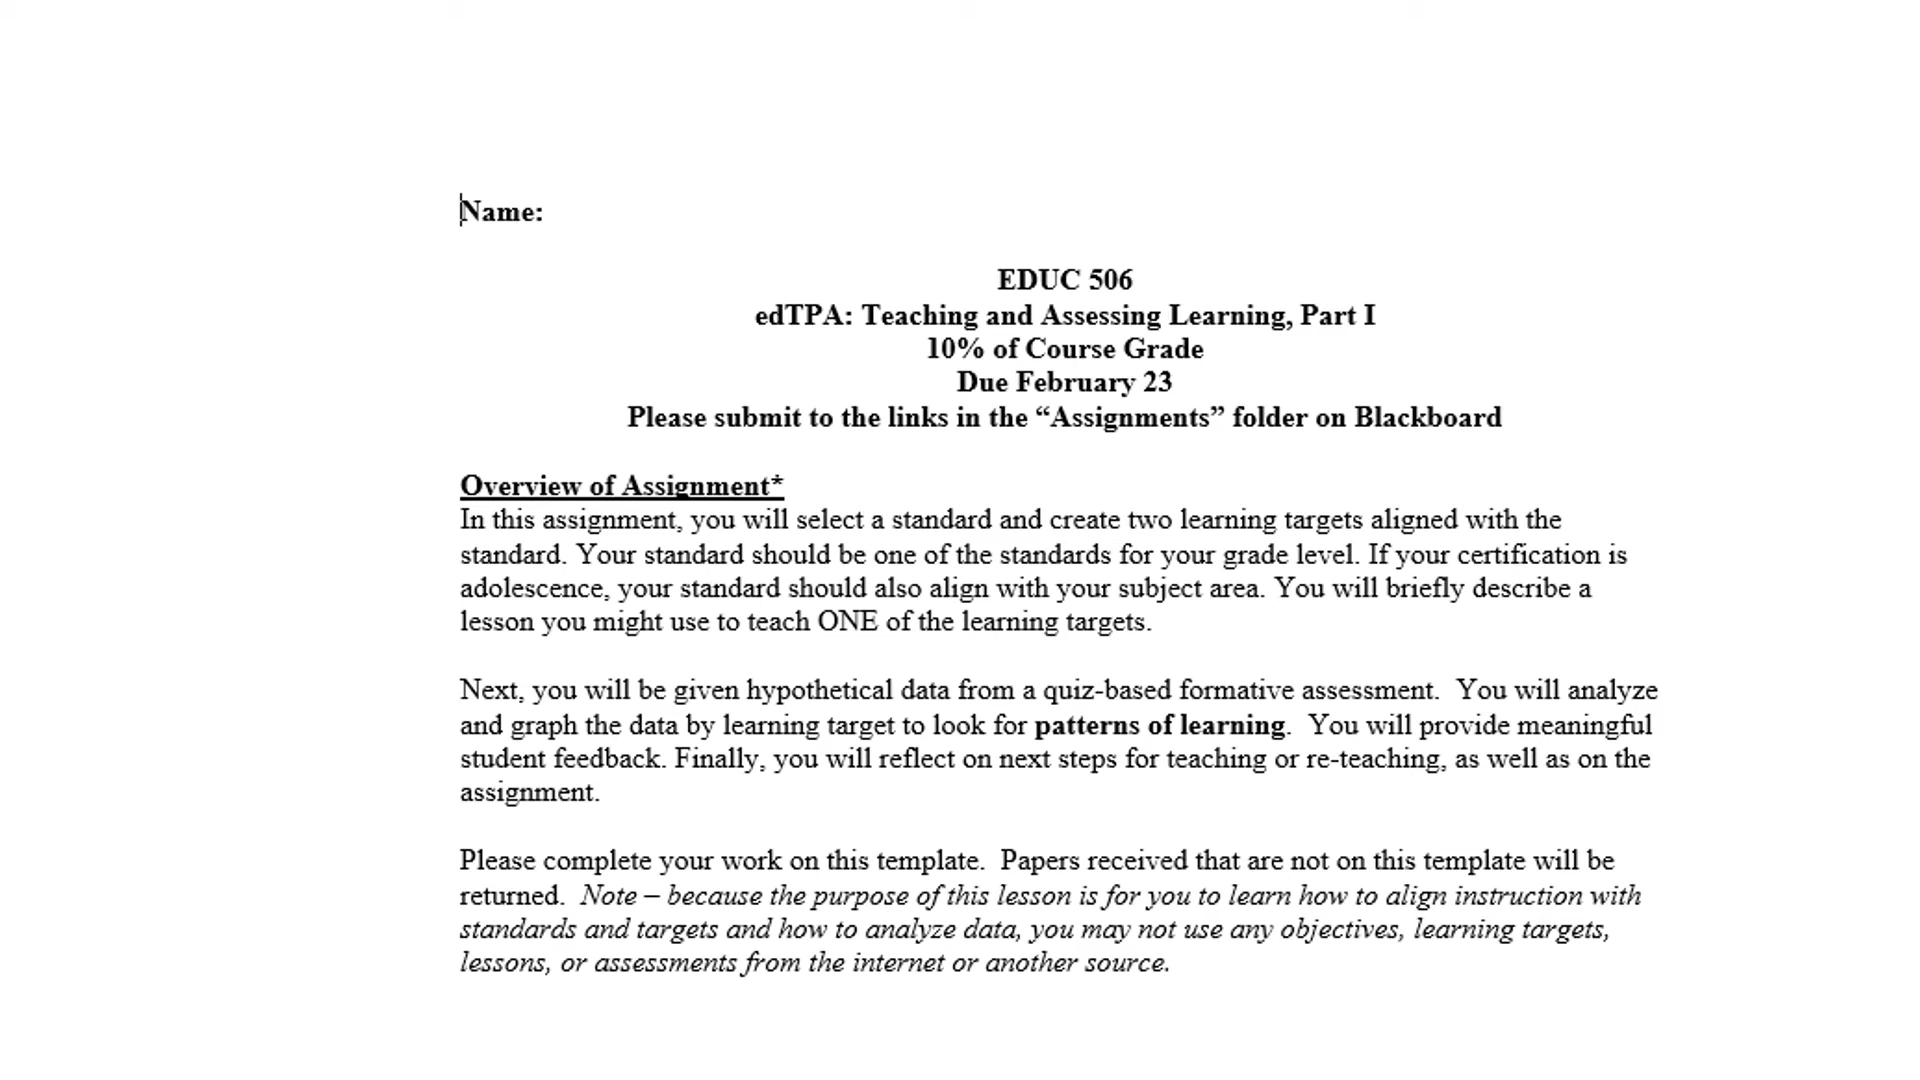 Name:
EDUC 506
edTPA: Teaching and Assessing Learning, Part I
10% of Course Grade
Due February 23
Please submit to the links in the “Assignments” folder on Blackboard
Overview of Assignment*
In this assignment, you will select a standard and create two learning targets aligned with the
standard. Your standard should be one of the standards for your grade level. If your certification is
adolescence, your standard should also align with your subject area. You will briefly describe a
lesson you might use to teach ONE of the learning targets.
Next, you will be given hypothetical data from a quiz-based formative assessment.  You will analyze
and graph the data by learning target to look for patterns of learning.  You will provide meaningful
student feedback. Finally, you will reflect on next steps for teaching or re-teaching, as well as on the
assignment.
Please complete your work on this template.  Papers received that are not on this template will be
returned.  Note – because the purpose of this lesson is for you to learn how to align instruction with
standards and targets and how to analyze data, you may not use any objectives, learning targets,
lessons, or assessments from the internet or another source.